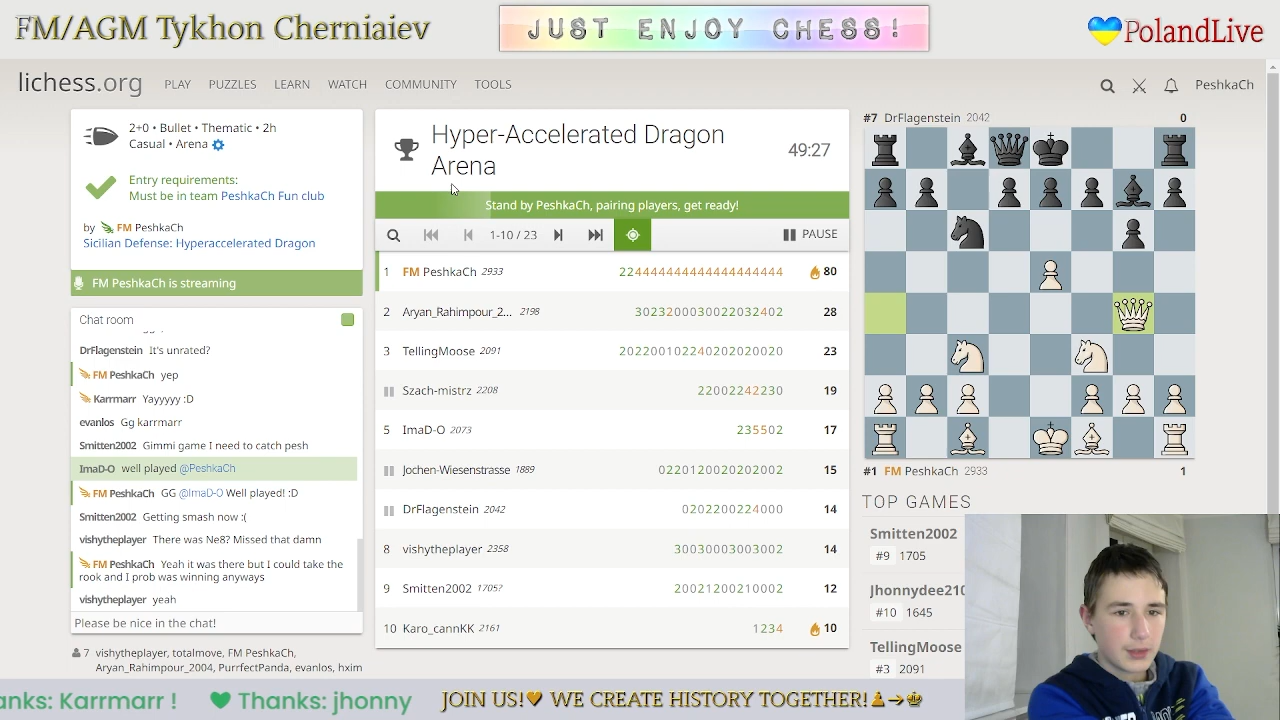 FM/AGM Tykhon Cherniaiev
JUST ENJOY CHESS!
PolandLive
lichess.org
PLAY PUZZLES LEARN WATCH COMMUNITY TOOLS
PeshkaCh
2+0 • Bullet • Thematic • 2h
Casual • Arena
Entry requirements:
Must be in team PeshkaCh Fun club
by FM PeshkaCh
Sicilian Defense: Hyperaccelerated Dragon
FM PeshkaCh is streaming
Chat room
DrFlagenstein It's unrated?
FM PeshkaCh yep
Karrmarr Yayyyyy :D
evanlos Gg karrmarr
Smitten2002 Gimmi game I need to catch pesh
ImaD-O well played @PeshkaCh
FM PeshkaCh GG @ImaD-O Well played! :D
Smitten2002 Getting smash now :(
vishytheplayer There was Ne8? Missed that damn
FM PeshkaCh Yeah it was there but I could take the
rook and I prob was winning anyways
vishytheplayer yeah
Please be nice in the chat!
7 vishytheplayer, totalmove, FM PeshkaCh,
Aryan_Rahimpour_2004, PurrfectPanda, evanlos, hxim
Hyper-Accelerated Dragon
Arena
49:27
Stand by PeshkaCh, pairing players, get ready!
1-10 / 23
PAUSE
1 FM PeshkaCh 2933 22444444444444444444 80
2 Aryan_Rahimpour_2... 2198 302320003002203 2402 28
3 TellingMoose 2091 202200102240202020020 23
Szach-mistrz 2208 22002242230 19
5 ImaD-O 2073 235502 17
Jochen-Wiesenstrasse 1889 0220120020202002 15
DrFlagenstein 2042 0202200224000 14
8 vishytheplayer 2358 30030003003002 14
9 Smitten2002 1705? 20021200210002 12
10 Karo_cannKK 2161 1234 10
#7 DrFlagenstein 2042 0
#1 FM PeshkaCh 2933 1
TOP GAMES
Smitten2002
#9 1705
Jhonnydee210
#10 1645
TellingMoose
#3 2091
anks: Karrmarr ! Thanks: jhonny
JOIN US! WE CREATE HISTORY TOGETHER!